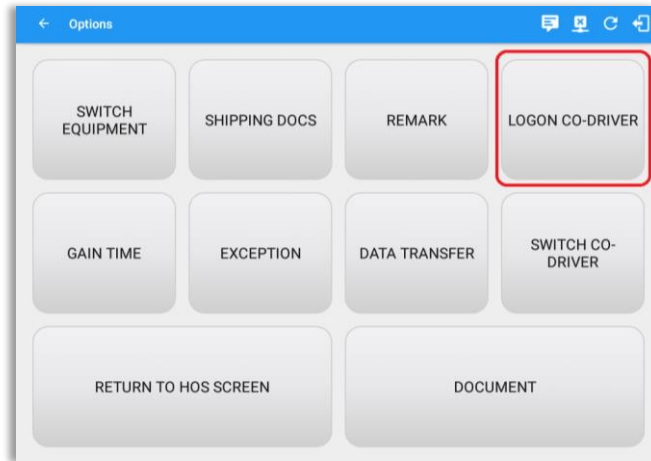 Options
SWITCH
EQUIPMENT
SHIPPING DOCS
REMARK
LOGON CO-DRIVER
GAIN TIME
EXCEPTION
DATA TRANSFER
SWITCH CO-
DRIVER
RETURN TO HOS SCREEN
DOCUMENT